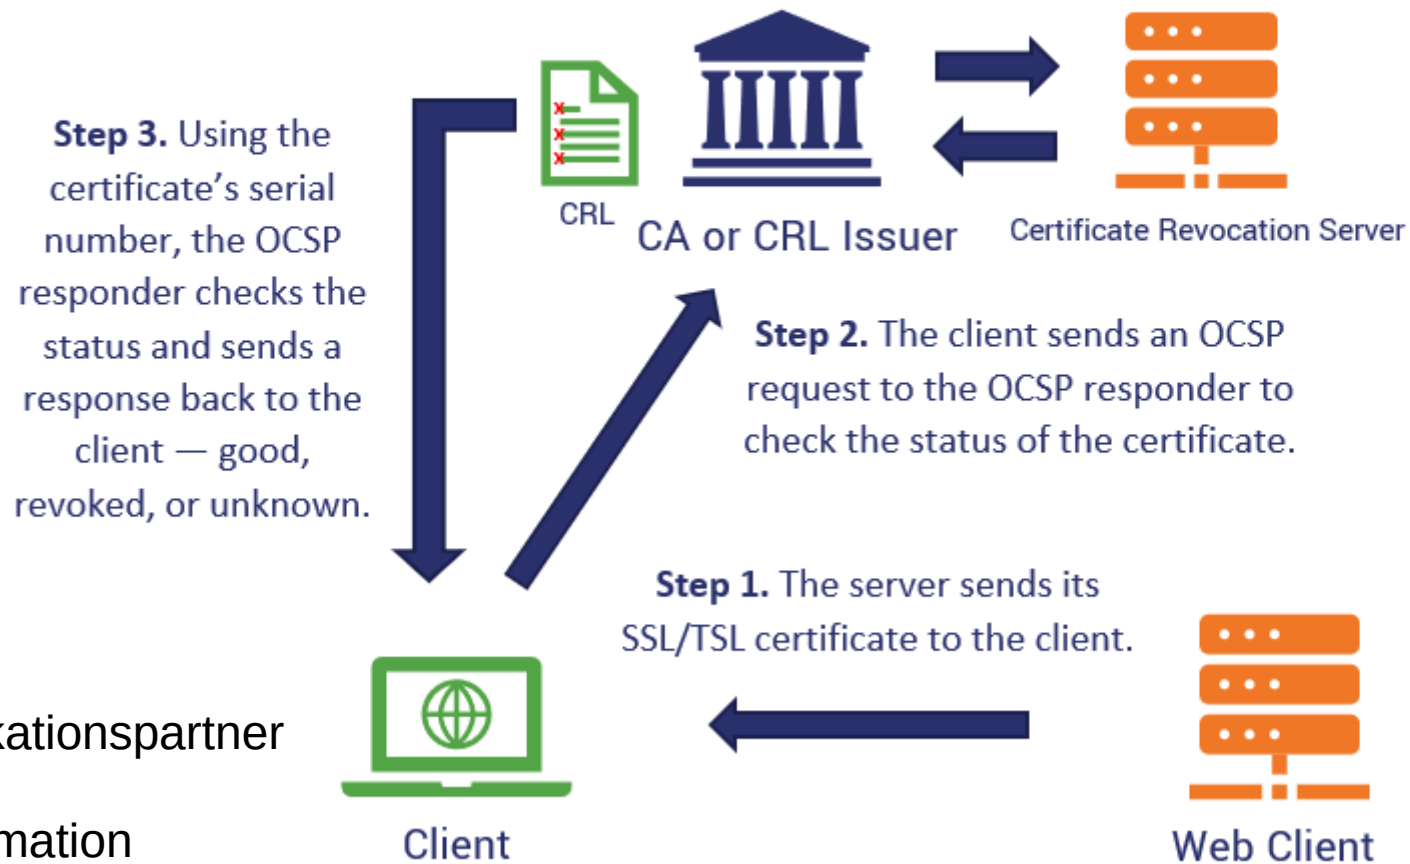 Step 3. Using the
certificate’s serial
number, the OCSP
responder checks the
status and sends a
response back to the
client — good,
revoked, or unknown.
x
x
x
CRL
CA or CRL Issuer
Certificate Revocation Server
Step 2. The client sends an OCSP
request to the OCSP responder to
check the status of the certificate.
Step 1. The server sends its
SSL/TSL certificate to the client.
kationspartner
mation
Client
Web Client